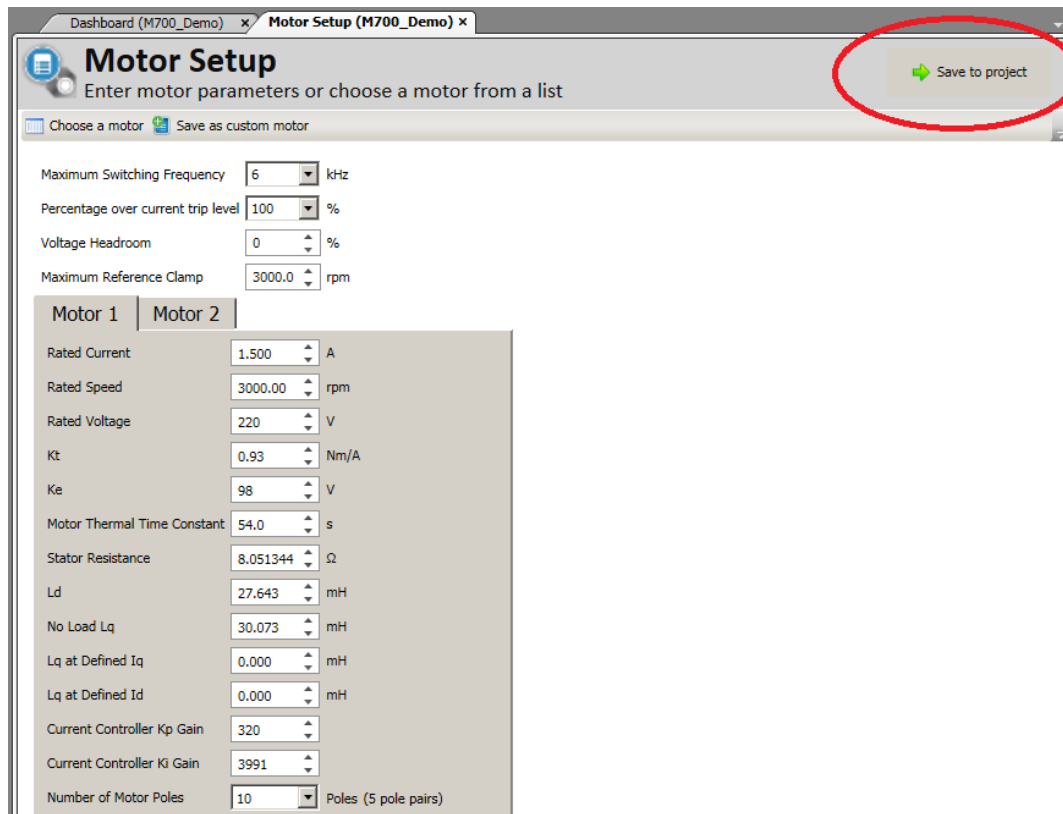 Dashboard (M700_Demo) x Motor Setup (M700_Demo) x
Motor Setup
Enter motor parameters or choose a motor from a list
Save to project
Choose a motor Save as custom motor
Maximum Switching Frequency 6 kHz
Percentage over current trip level 100 %
Voltage Headroom 0 %
Maximum Reference Clamp 3000.0 rpm
Motor 1 Motor 2
Rated Current 1.500 A
Rated Speed 3000.00 rpm
Rated Voltage 220 V
Kt 0.93 Nm/A
Ke 98 V
Motor Thermal Time Constant 54.0 s
Stator Resistance 8.051344 Ω
Ld 27.643 mH
No Load Lq 30.073 mH
Lq at Defined Iq 0.000 mH
Lq at Defined Id 0.000 mH
Current Controller Kp Gain 320
Current Controller Ki Gain 3991
Number of Motor Poles 10 Poles (5 pole pairs)